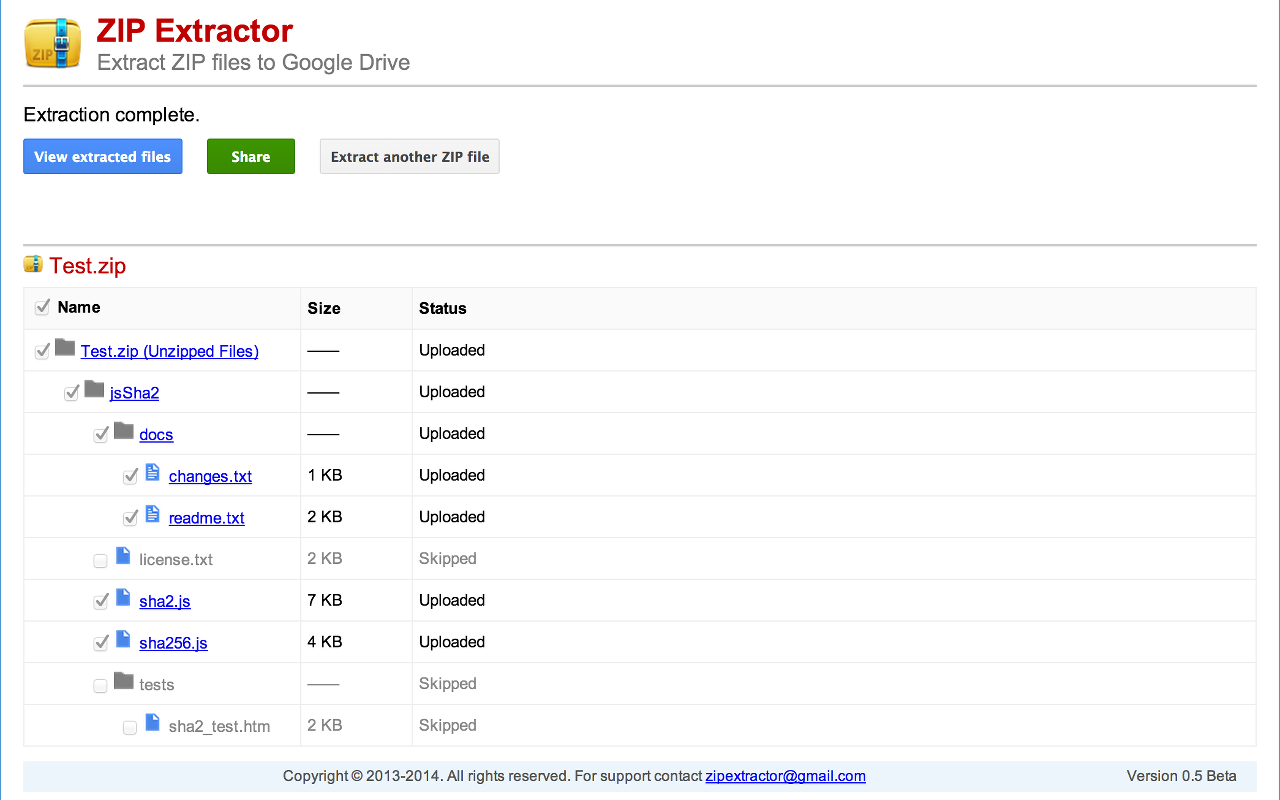 ZIP
ZIP Extractor
Extract ZIP files to Google Drive
Extraction complete.
View extracted files Share Extract another ZIP file
Test.zip
Name Size Status
Test.zip (Unzipped Files) —— Uploaded
jsSha2 —— Uploaded
docs —— Uploaded
changes.txt 1 KB Uploaded
readme.txt 2 KB Uploaded
license.txt 2 KB Skipped
sha2.js 7 KB Uploaded
sha256.js 4 KB Uploaded
tests —— Skipped
sha2_test.htm 2 KB Skipped
Copyright © 2013-2014. All rights reserved. For support contact zipextractor@gmail.com Version 0.5 Beta